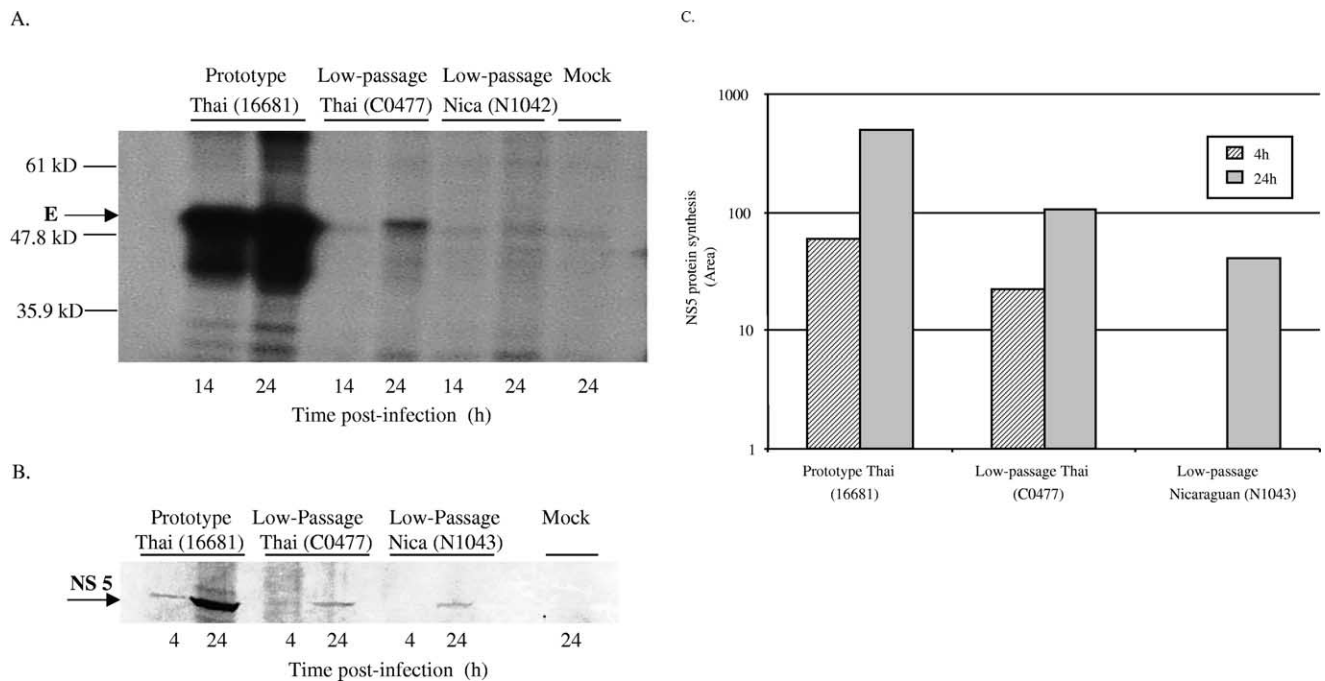 A.
Prototype Low-passage Low-passage Mock
Thai (16681) Thai (C0477) Nica (N1042)
61 kD
E
47.8 kD
35.9 kD
14 24 14 24 14 24 24
Time post-infection (h)
B.
Prototype Low-Passage Low-Passage Mock
Thai (16681) Thai (C0477) Nica (N1043)
NS 5
4 24 4 24 4 24 24
Time post-infection (h)
C.
NS5 protein synthesis
(Area)
1000
100
10
1
4h
24h
Prototype Thai Low-passage Thai Low-passage
(16681) (C0477) Nicaraguan (N1043)